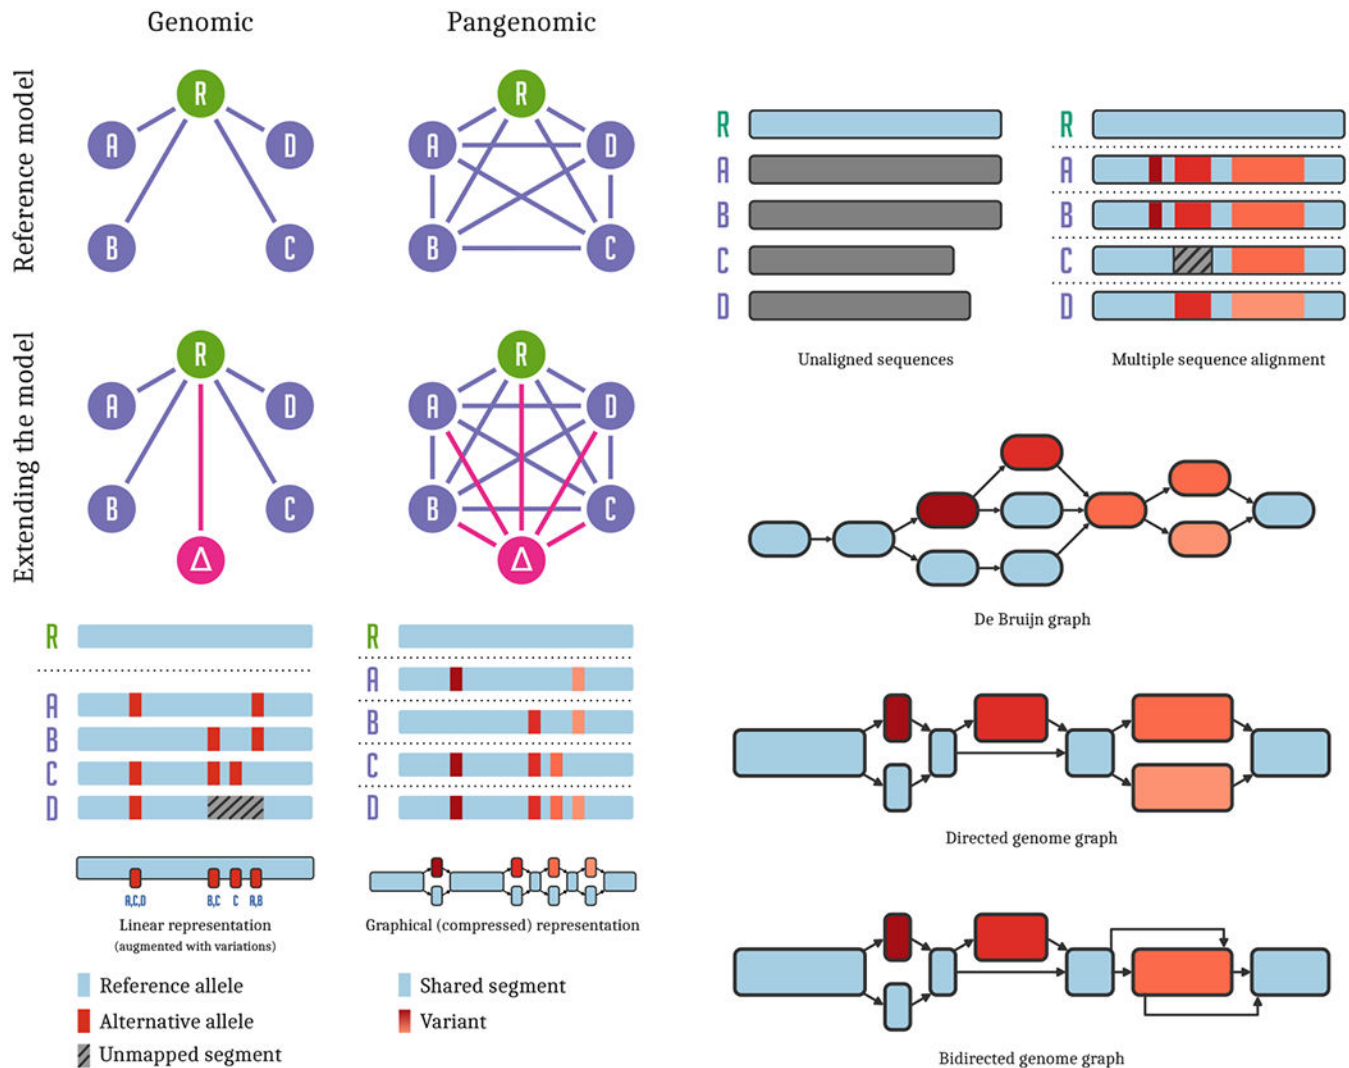 Genomic
Pangenomic
Reference model
R
A
D
B
C
R
A
D
B
C
Extending the model
R
A
D
B
C
Δ
R
A
D
B
C
Δ
R
A
B
C
D
A,C,D
B,C
C
A,B
Linear representation
(augmented with variations)
Reference allele
Alternative allele
Unmapped segment
R
A
B
C
D
Graphical (compressed) representation
Shared segment
Variant
R
A
B
C
D
Unaligned sequences
R
A
B
C
D
Multiple sequence alignment
De Bruijn graph
Directed genome graph
Bidirected genome graph